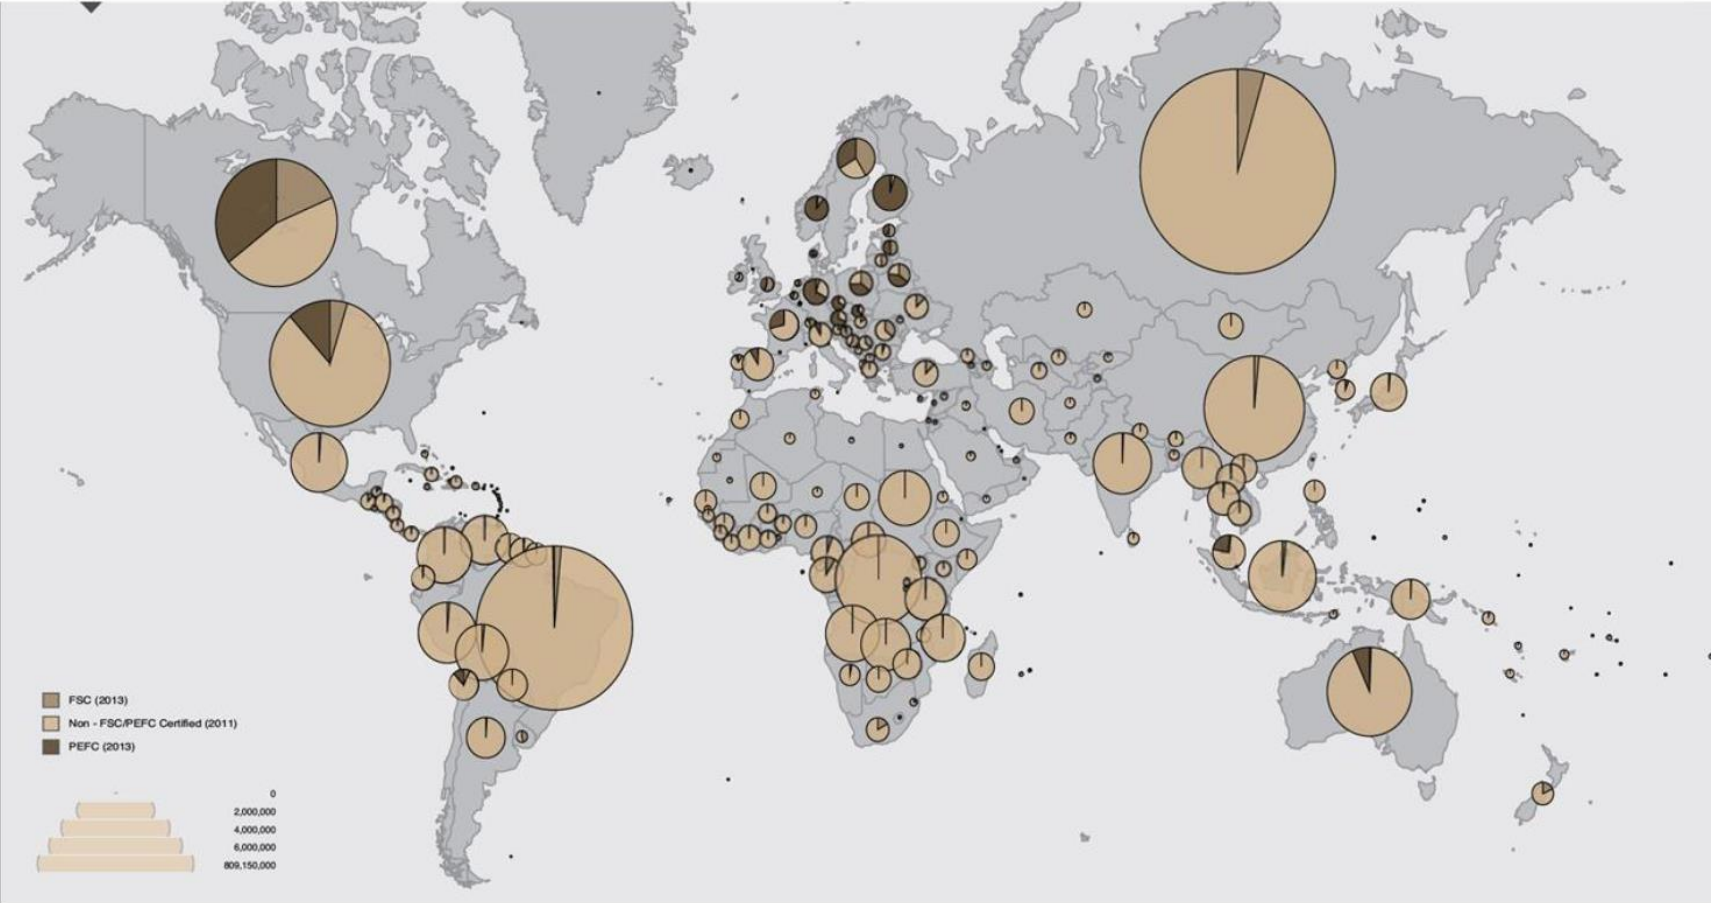 FSC (2013)
Non - FSC/PEFC Certified (2011)
PEFC (2013)
0
2,000,000
4,000,000
6,000,000
809,150,000